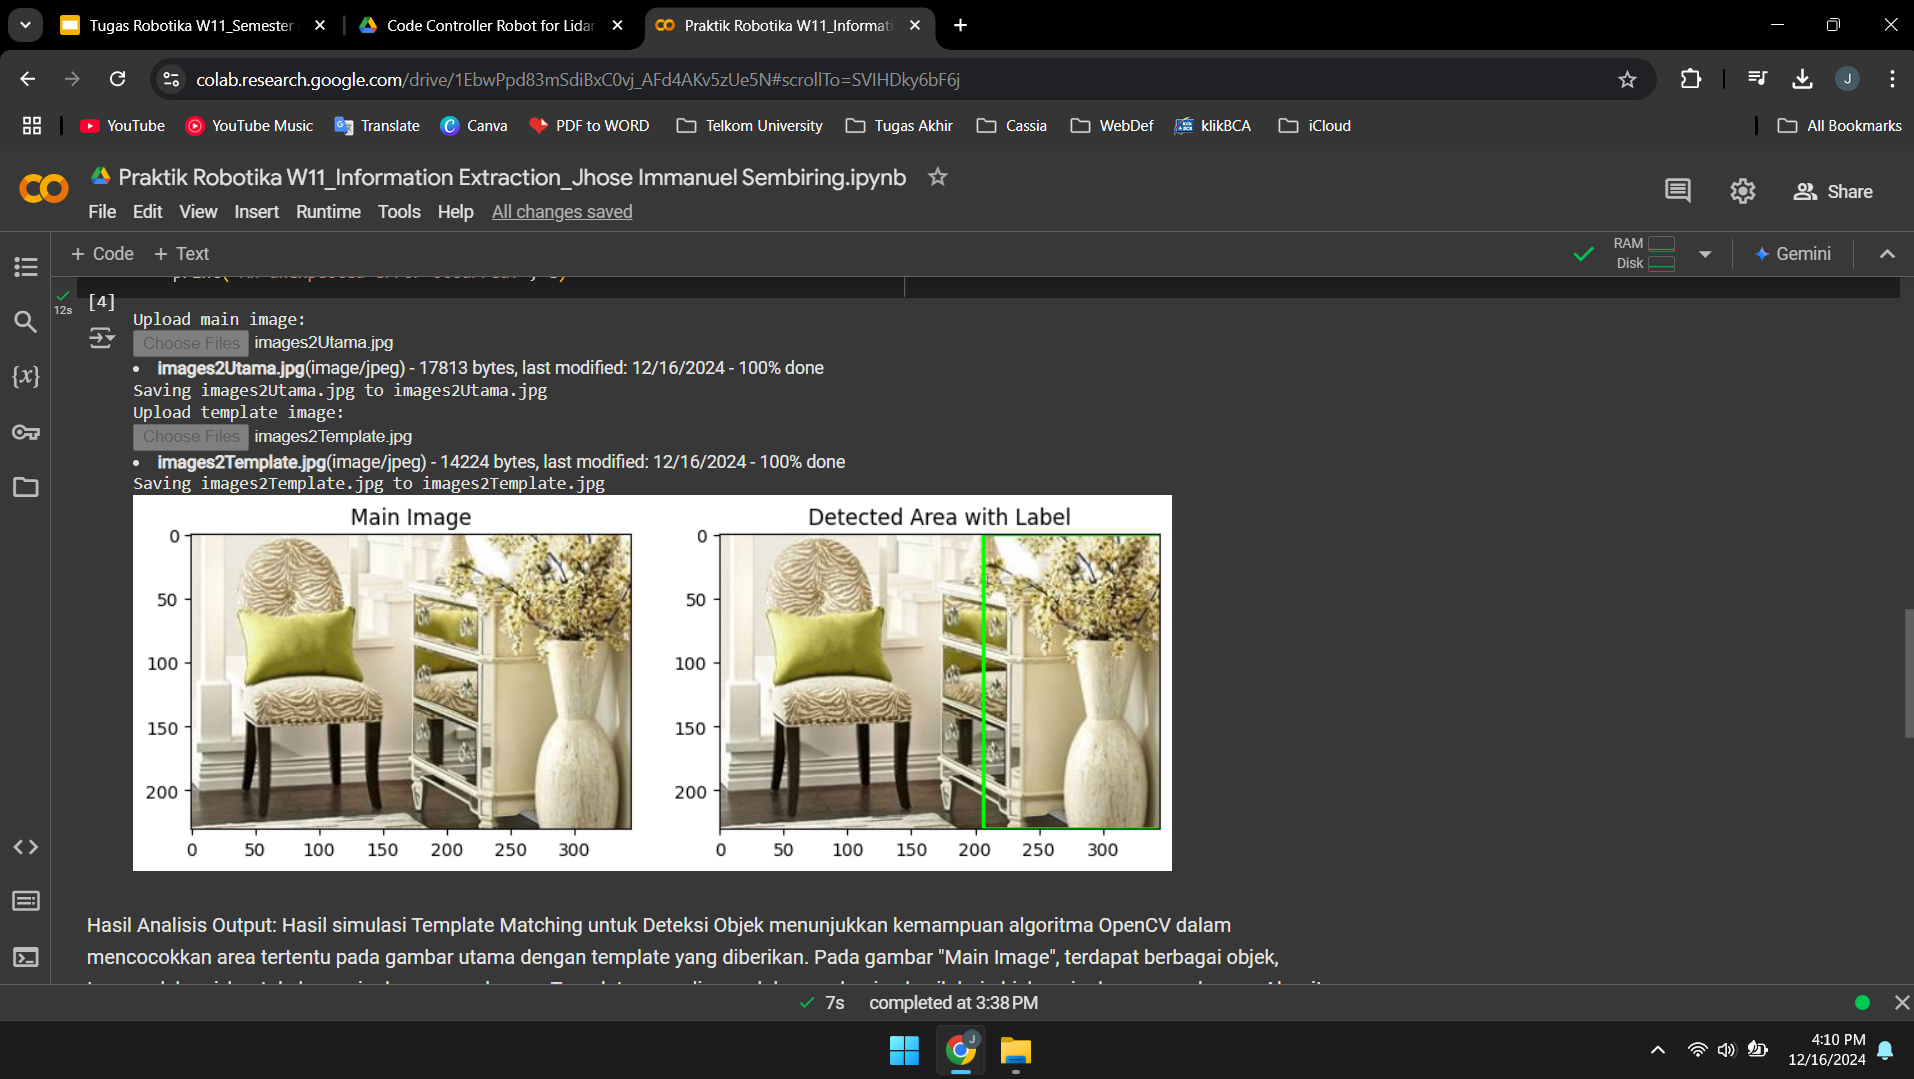 Tugas Robotika W11_Semester
Code Controller Robot for Lidar
Praktik Robotika W11_Informati
colab.research.google.com/drive/1EbwPpd83mSdiBxC0vj_AFd4AKv5zUe5N#scrollTo=SVIHDky6bF6j
J
YouTube
YouTube Music
Translate
Canva
PDF to WORD
Telkom University
Tugas Akhir
Cassia
WebDef
klikBCA
iCloud
All Bookmarks
Praktik Robotika W11_Information Extraction_Jhose Immanuel Sembiring.ipynb
File Edit View Insert Runtime Tools Help All changes saved
Share
+ Code + Text
RAM
Disk
Gemini
12s
[4]
Upload main image:
Choose Files images2Utama.jpg
• images2Utama.jpg(image/jpeg) - 17813 bytes, last modified: 12/16/2024 - 100% done
Saving images2Utama.jpg to images2Utama.jpg
Upload template image:
Choose Files images2Template.jpg
• images2Template.jpg(image/jpeg) - 14224 bytes, last modified: 12/16/2024 - 100% done
Saving images2Template.jpg to images2Template.jpg
Main Image
0
50
100
150
200
0 50 100 150 200 250 300
Detected Area with Label
0
50
100
150
200
0 50 100 150 200 250 300
Hasil Analisis Output: Hasil simulasi Template Matching untuk Deteksi Objek menunjukkan kemampuan algoritma OpenCV dalam
mencocokkan area tertentu pada gambar utama dengan template yang diberikan. Pada gambar "Main Image", terdapat berbagai objek,
7s completed at 3:38 PM
J
4:10 PM
12/16/2024